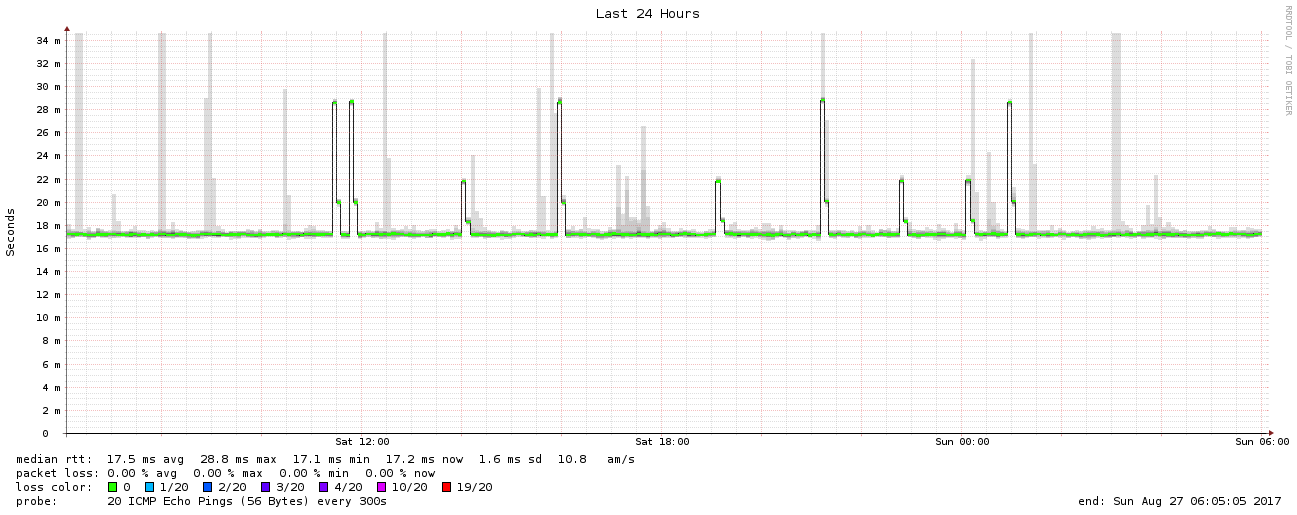 Last 24 Hours
RRDTOOL / TOBI OETIKER
Seconds
34 m
32 m
30 m
28 m
26 m
24 m
22 m
20 m
18 m
16 m
14 m
12 m
10 m
8 m
6 m
4 m
2 m
0
Sat 12:00 Sat 18:00 Sun 00:00 Sun 06:00
median rtt: 17.5 ms avg 28.8 ms max 17.1 ms min 17.2 ms now 1.6 ms sd 10.8 am/s
packet loss: 0.00 % avg 0.00 % max 0.00 % min 0.00 % now
loss color: 0 1/20 2/20 3/20 4/20 10/20 19/20
probe: 20 ICMP Echo Pings (56 Bytes) every 300s end: Sun Aug 27 06:05:05 2017